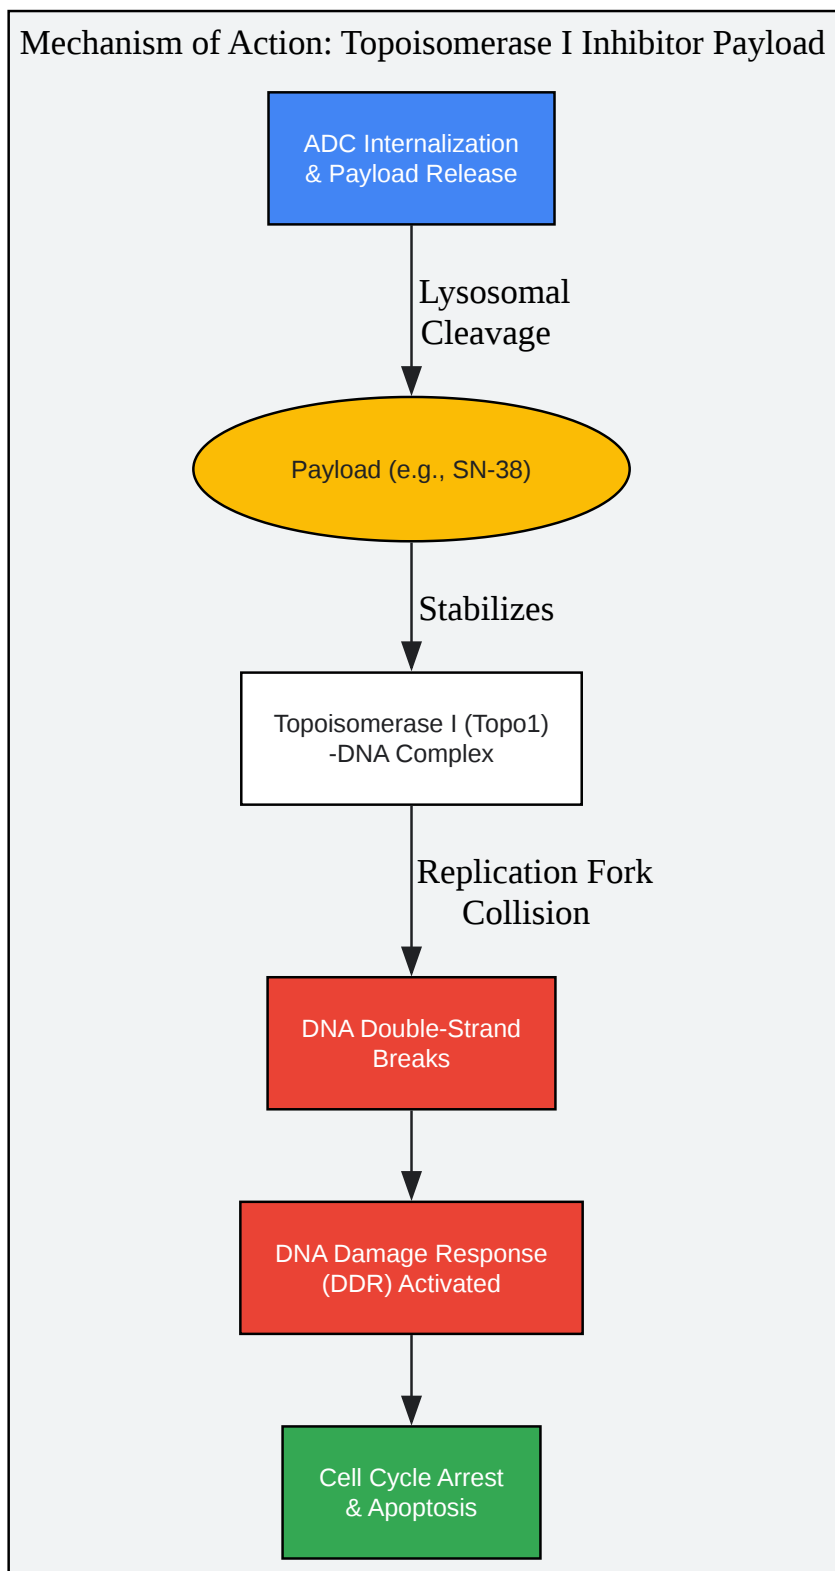 Mechanism of Action: Topoisomerase I Inhibitor Payload
ADC Internalization
& Payload Release
Lysosomal
Cleavage
Payload (e.g., SN-38)
Stabilizes
Topoisomerase I (Topo1)
-DNA Complex
Replication Fork
Collision
DNA Double-Strand
Breaks
DNA Damage Response
(DDR) Activated
Cell Cycle Arrest
& Apoptosis